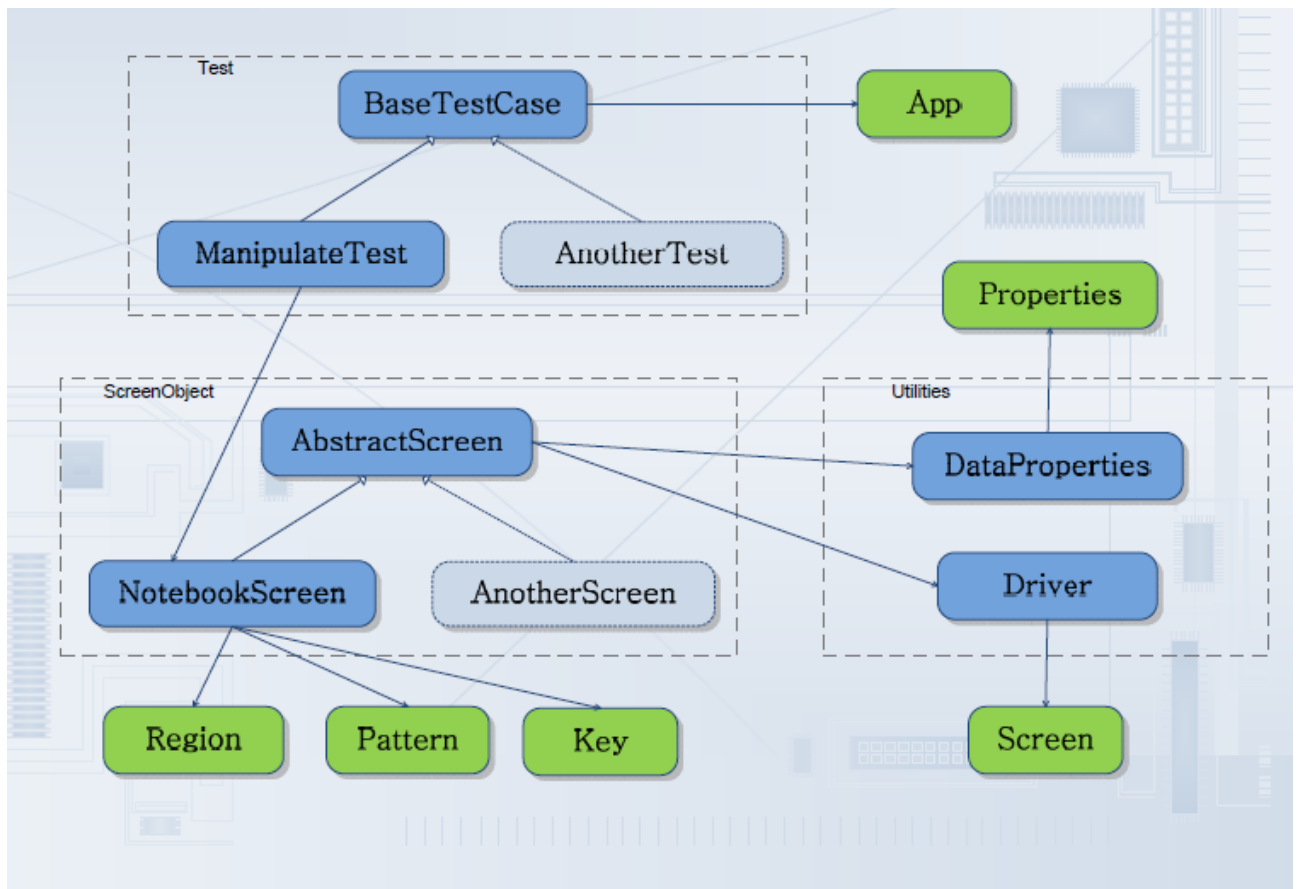 Test
BaseTestCase
App
ManipulateTest
AnotherTest
Properties
ScreenObject
Utilities
AbstractScreen
DataProperties
NotebookScreen
AnotherScreen
Driver
Region
Pattern
Key
Screen